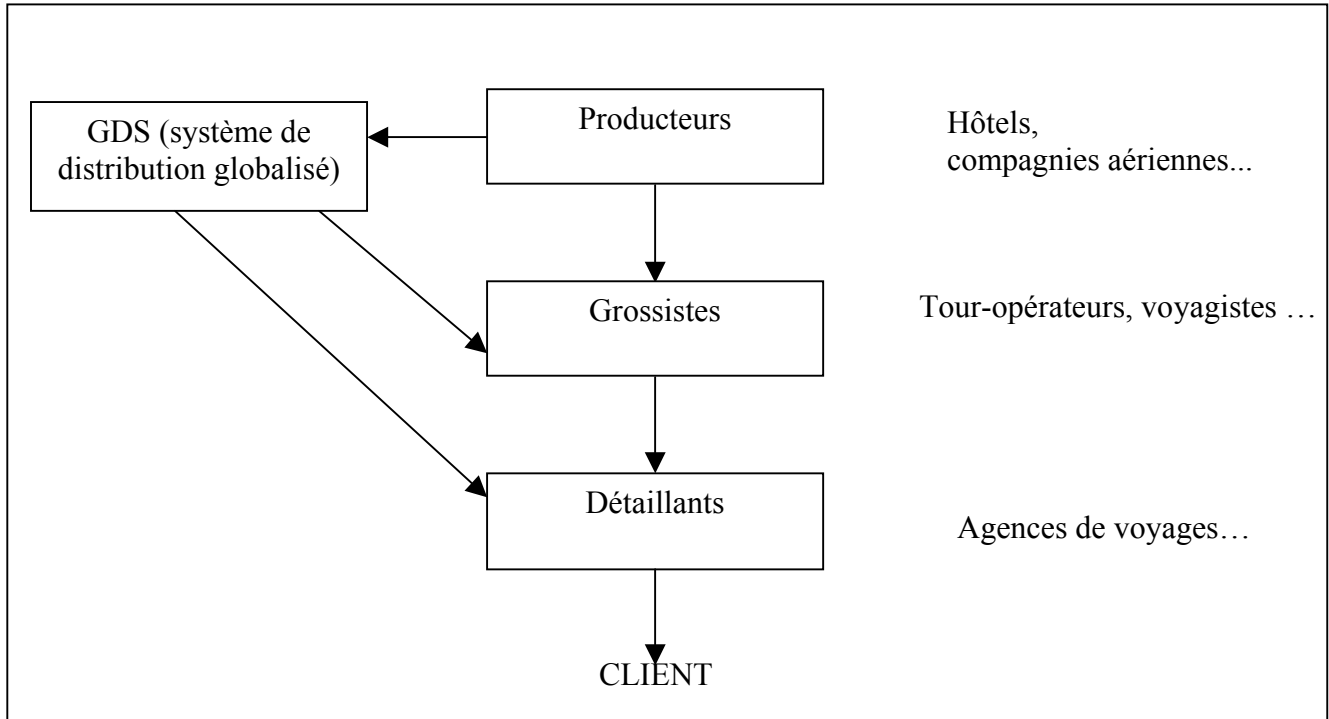 GDS (système de
distribution globalisé)
Producteurs
Hôtels,
compagnies aériennes...
Grossistes
Tour-opérateurs, voyagistes …
Détaillants
Agences de voyages…
CLIENT